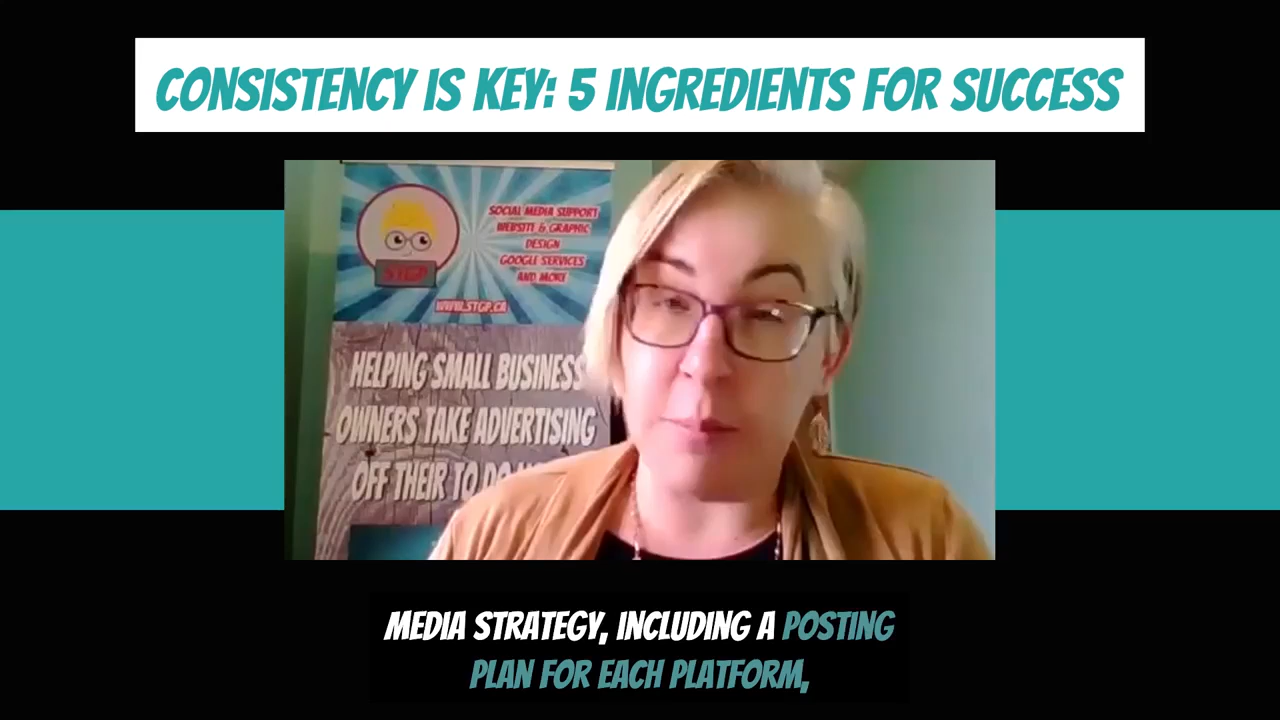 CONSISTENCY IS KEY: 5 INGREDIENTS FOR SUCCESS
SOCIAL MEDIA SUPPORT
WEBSITE & GRAPHIC
DESIGN
GOOGLE SERVICES
AND MORE
STGP
WWW.STGP.CA
HELPING SMALL BUSINESS
OWNERS TAKE ADVERTISING
OFF THEIR TO DO
MEDIA STRATEGY, INCLUDING A POSTING
PLAN FOR EACH PLATFORM,